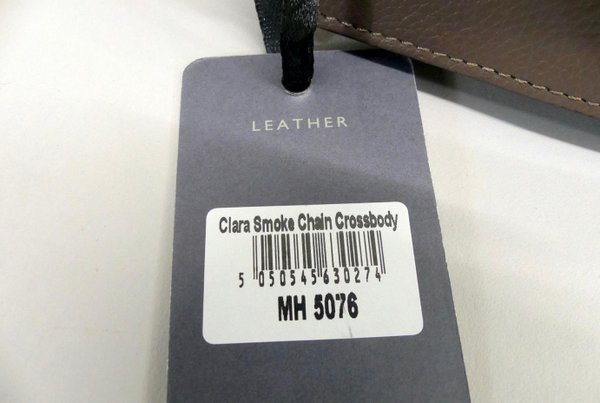 LEATHER
Clara Smoke Chain Crossbody
5 050545 630274
MH 5076